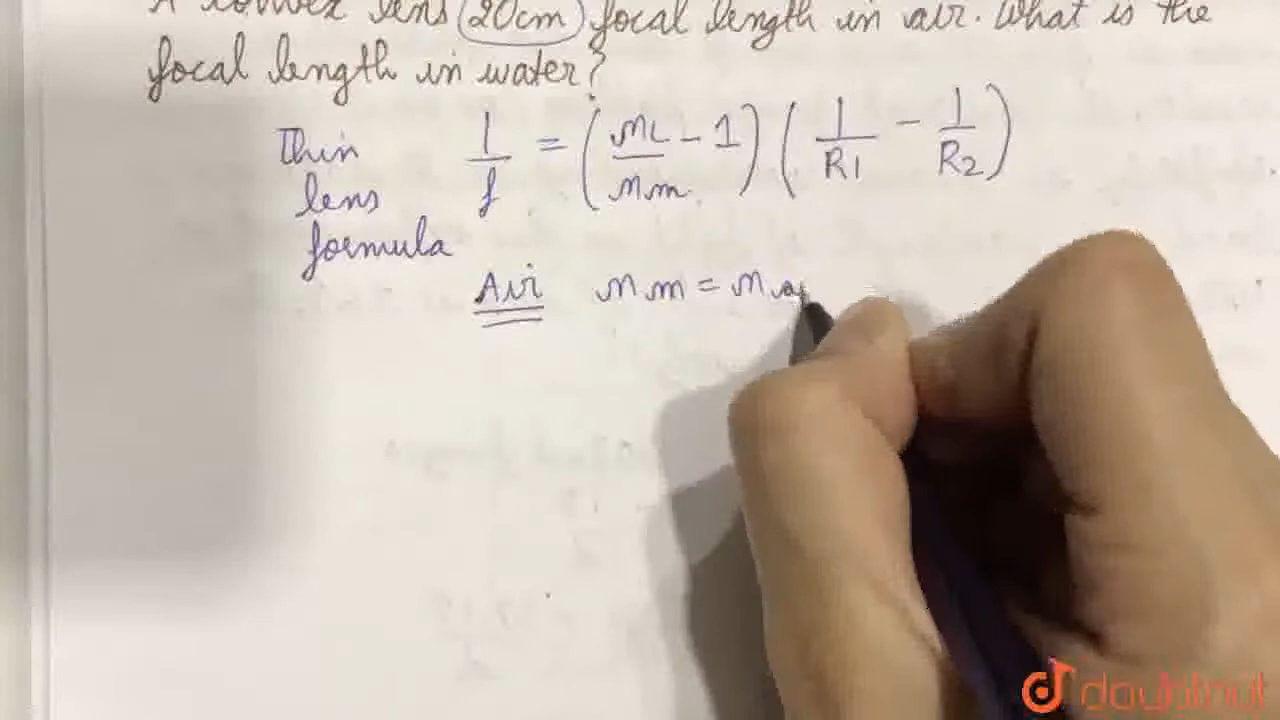 A convex lens 20cm focal length in air. What is the
focal length in water?
Thin lens formula
1/f = (nL/nm - 1) (1/R1 - 1/R2)
Air nm = na
doubtnut